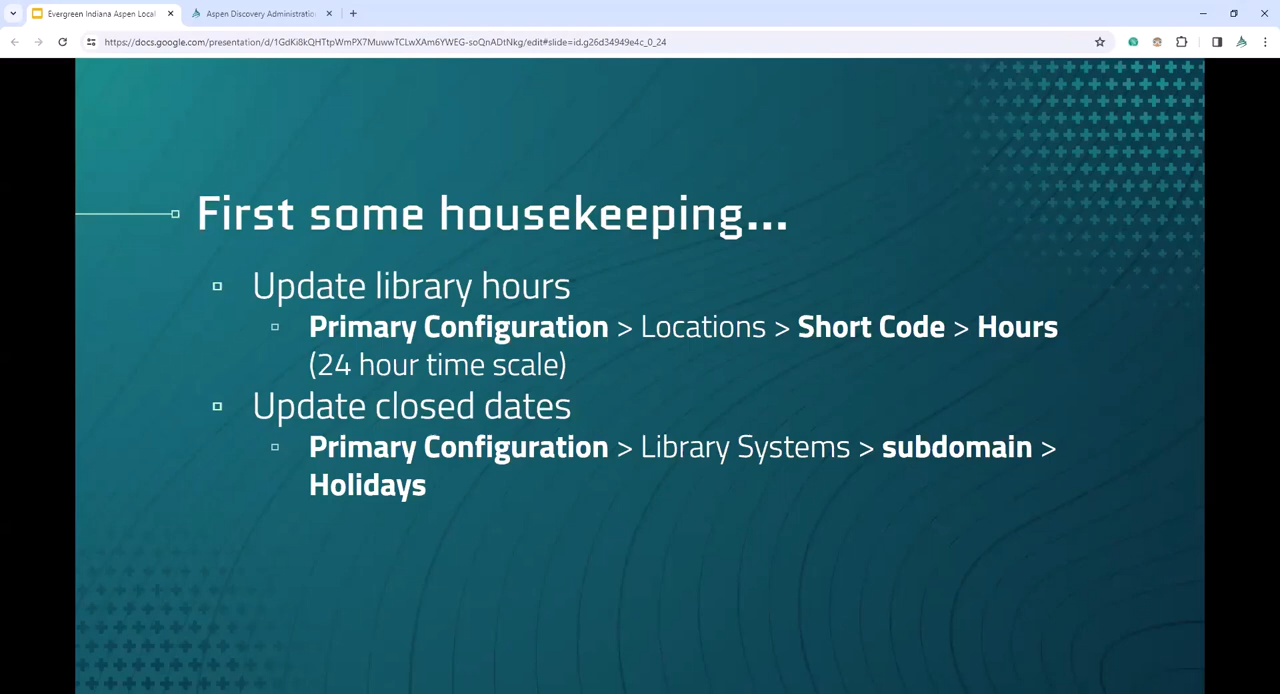 Evergreen Indiana Aspen Local
Aspen Discovery Administratio
https://docs.google.com/presentation/d/1GdKi8kQHTtpWmPX7MuwwTCLwXAm6YWEG-soQnADtNkg/edit#slide=id.g26d34949e4c_0_24
First some housekeeping...
Update library hours
Primary Configuration > Locations > Short Code > Hours
(24 hour time scale)
Update closed dates
Primary Configuration > Library Systems > subdomain >
Holidays